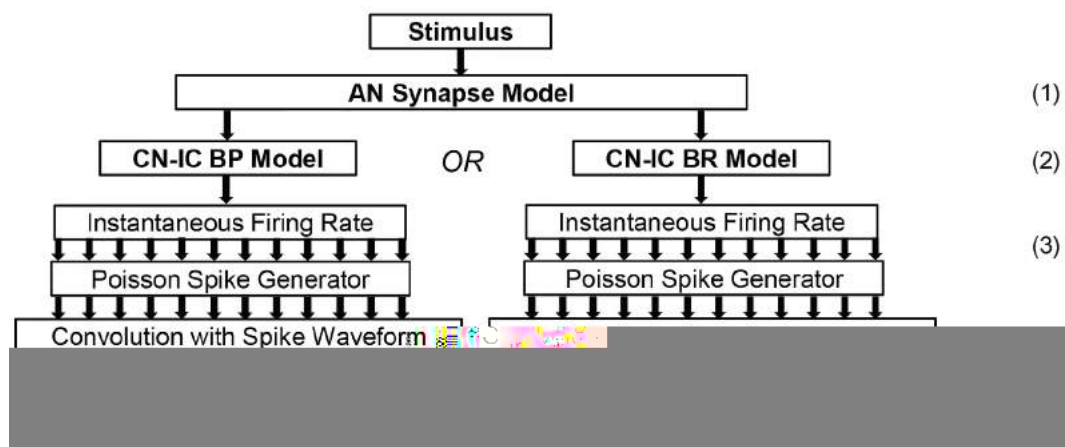 Stimulus
AN Synapse Model (1)
CN-IC BP Model OR CN-IC BR Model (2)
Instantaneous Firing Rate Instantaneous Firing Rate
(3)
Poisson Spike Generator Poisson Spike Generator
Convolution with Spike Waveform